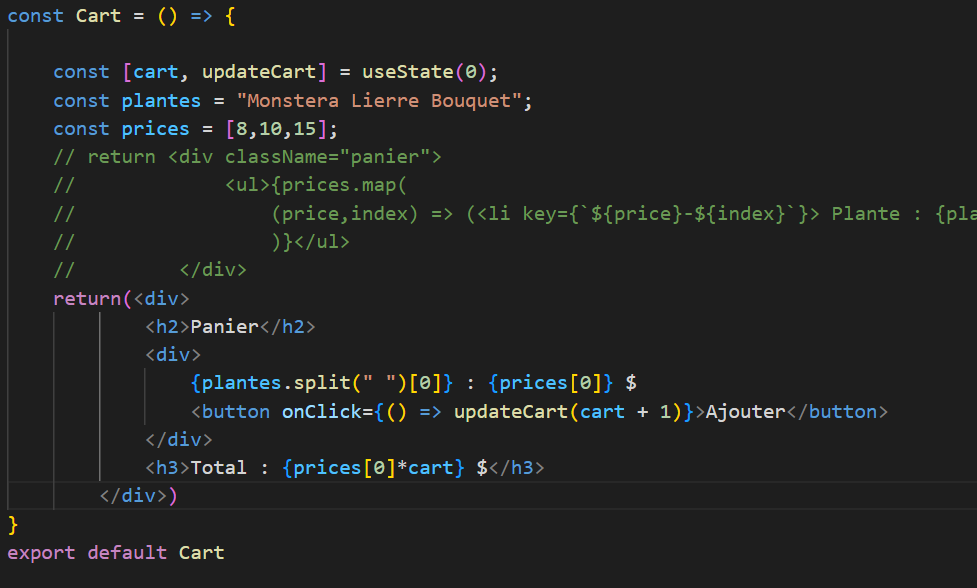 const Cart = () => {
const [cart, updateCart] = useState(0);
const plantes = "Monstera Lierre Bouquet";
const prices = [8,10,15];
// return <div className="panier">
// <ul>{prices.map(
// (price,index) => (<li key={`${price}-${index}`}> Plante : {pla
// )}</ul>
// </div>
return(<div>
<h2>Panier</h2>
<div>
{plantes.split(" ")[0]} : {prices[0]} $
<button onClick={() => updateCart(cart + 1)}>Ajouter</button>
</div>
<h3>Total : {prices[0]*cart} $</h3>
</div>)
}
export default Cart